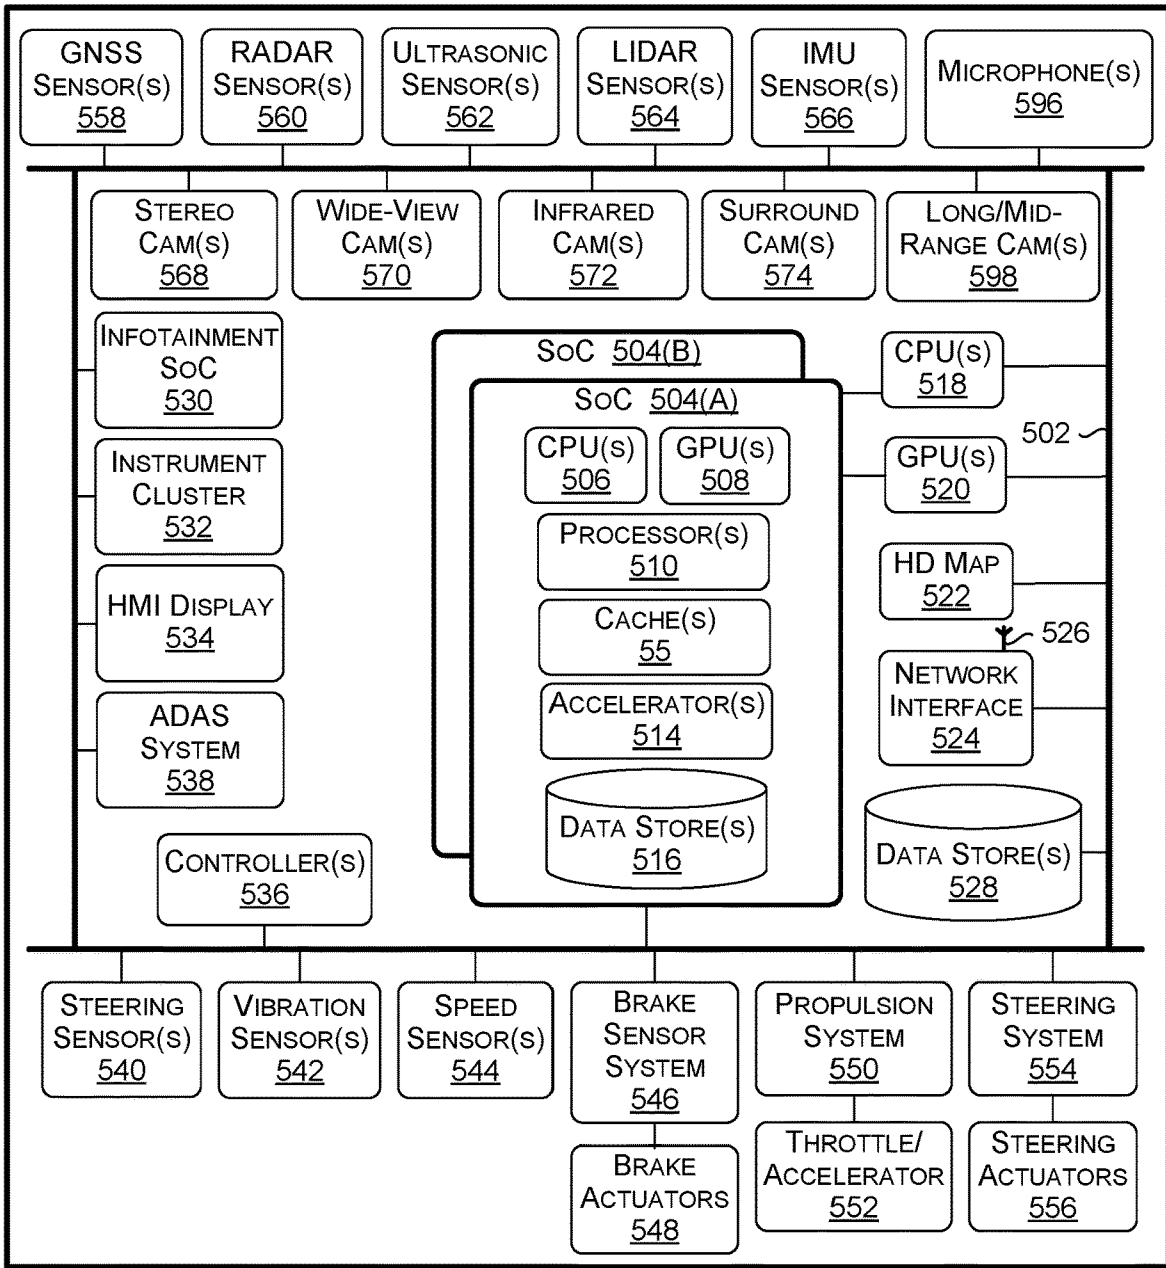 GNSS
SENSOR(S)
558
RADAR
SENSOR(S)
560
ULTRASONIC
SENSOR(S)
562
LIDAR
SENSOR(S)
564
IMU
SENSOR(S)
566
MICROPHONE(S)
596
STEREO
CAM(S)
568
WIDE-VIEW
CAM(S)
570
INFRARED
CAM(S)
572
SURROUND
CAM(S)
574
LONG/MID-
RANGE CAM(S)
598
INFOTAINMENT
SOC
530
INSTRUMENT
CLUSTER
532
HMI DISPLAY
534
ADAS
SYSTEM
538
CONTROLLER(S)
536
SOC 504(B)
SOC 504(A)
CPU(S)
506
GPU(S)
508
PROCESSOR(S)
510
CACHE(S)
55
ACCELERATOR(S)
514
DATA STORE(S)
516
CPU(S)
518
502
GPU(S)
520
HD MAP
522
526
NETWORK
INTERFACE
524
DATA STORE(S)
528
STEERING
SENSOR(S)
540
VIBRATION
SENSOR(S)
542
SPEED
SENSOR(S)
544
BRAKE
SENSOR
SYSTEM
546
PROPULSION
SYSTEM
550
STEERING
SYSTEM
554
BRAKE
ACTUATORS
548
THROTTLE/
ACCELERATOR
552
STEERING
ACTUATORS
556